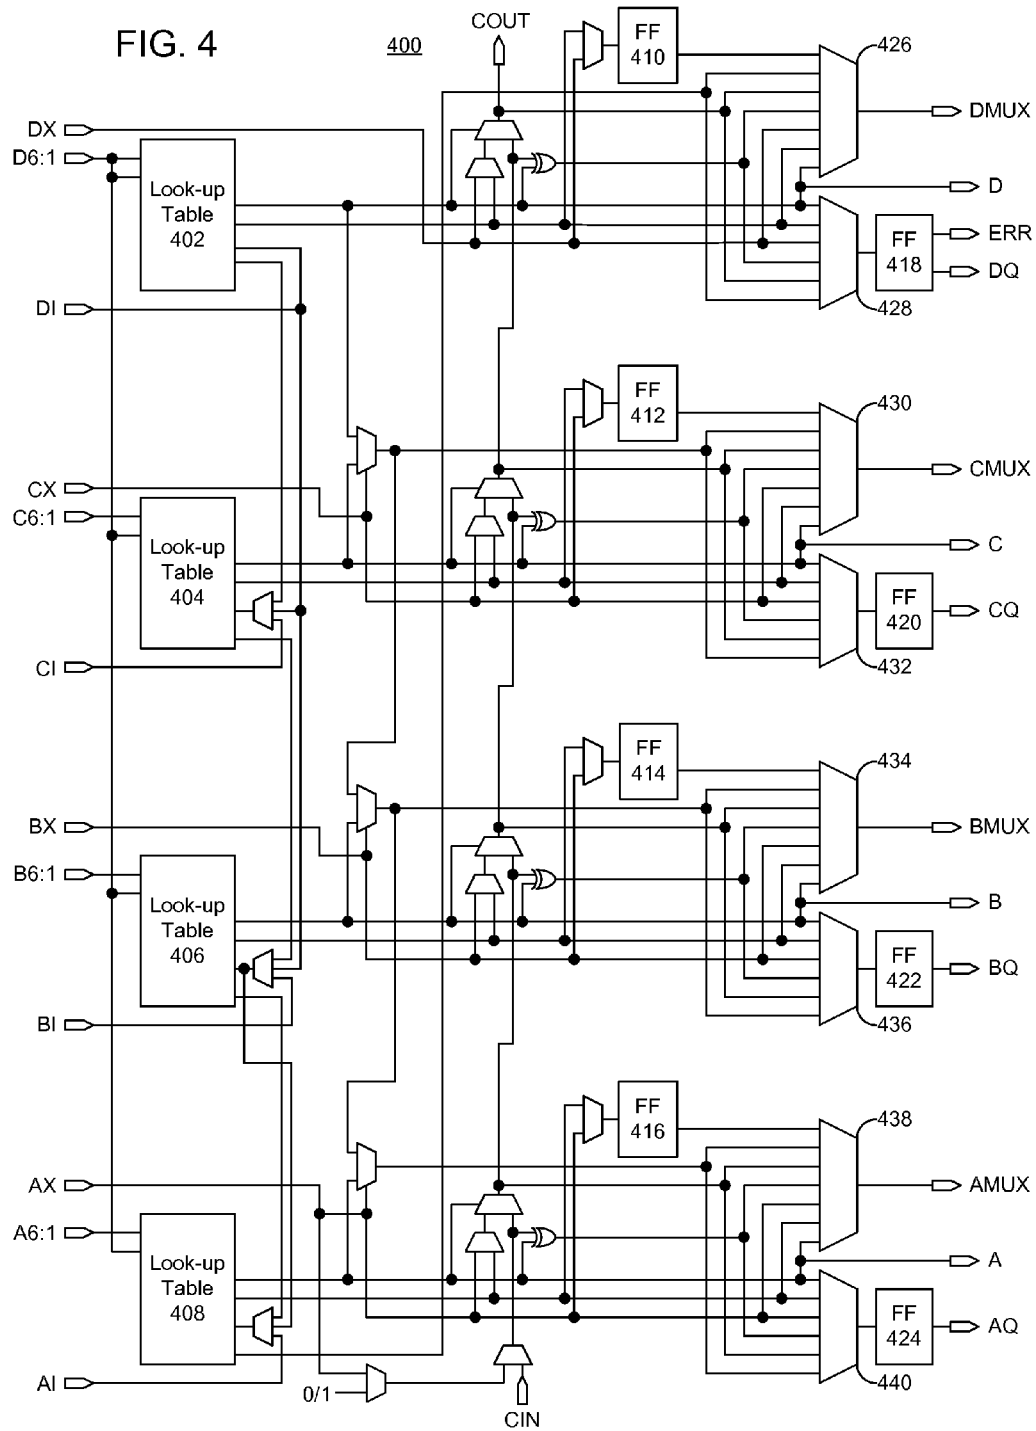 COUT
FIG. 4
400
FF
410
426
DX
DMUX
D6:1
Look-up
Table
402
D
FF
418
ERR
DQ
DI
428
FF
412
430
CX
CMUX
C6:1
Look-up
Table
404
C
FF
420
CQ
CI
432
FF
414
434
BX
BMUX
B6:1
Look-up
Table
406
B
FF
422
BQ
BI
436
FF
416
438
AX
AMUX
A6:1
Look-up
Table
408
A
FF
424
AQ
AI
0/1
440
CIN